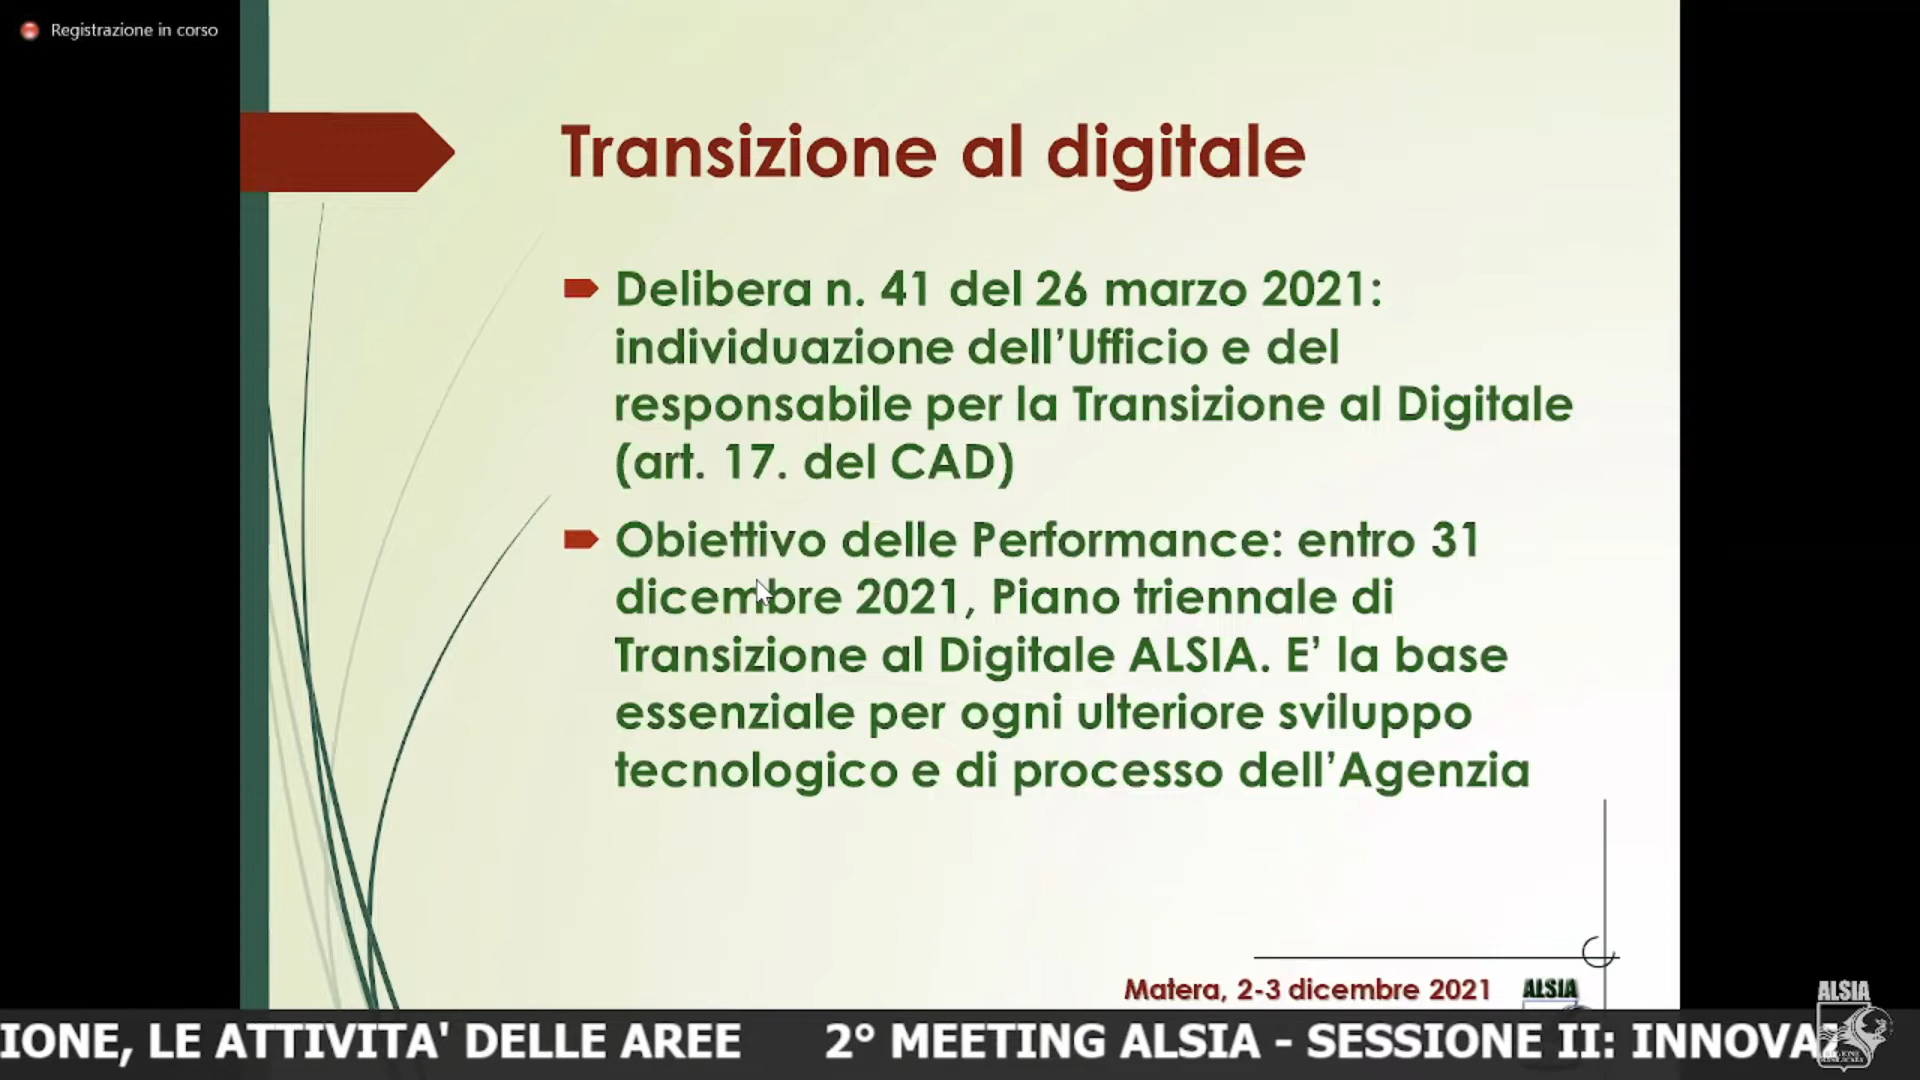 Registrazione in corso
Transizione al digitale
Delibera n. 41 del 26 marzo 2021:
individuazione dell'Ufficio e del
responsabile per la Transizione al Digitale
(art. 17. del CAD)
Obiettivo delle Performance: entro 31
dicembre 2021, Piano triennale di
Transizione al Digitale ALSIA. E' la base
essenziale per ogni ulteriore sviluppo
tecnologico e di processo dell'Agenzia
Matera, 2-3 dicembre 2021
ALSIA
ALSIA
IONE, LE ATTIVITA' DELLE AREE 2° MEETING ALSIA - SESSIONE II: INNOVA